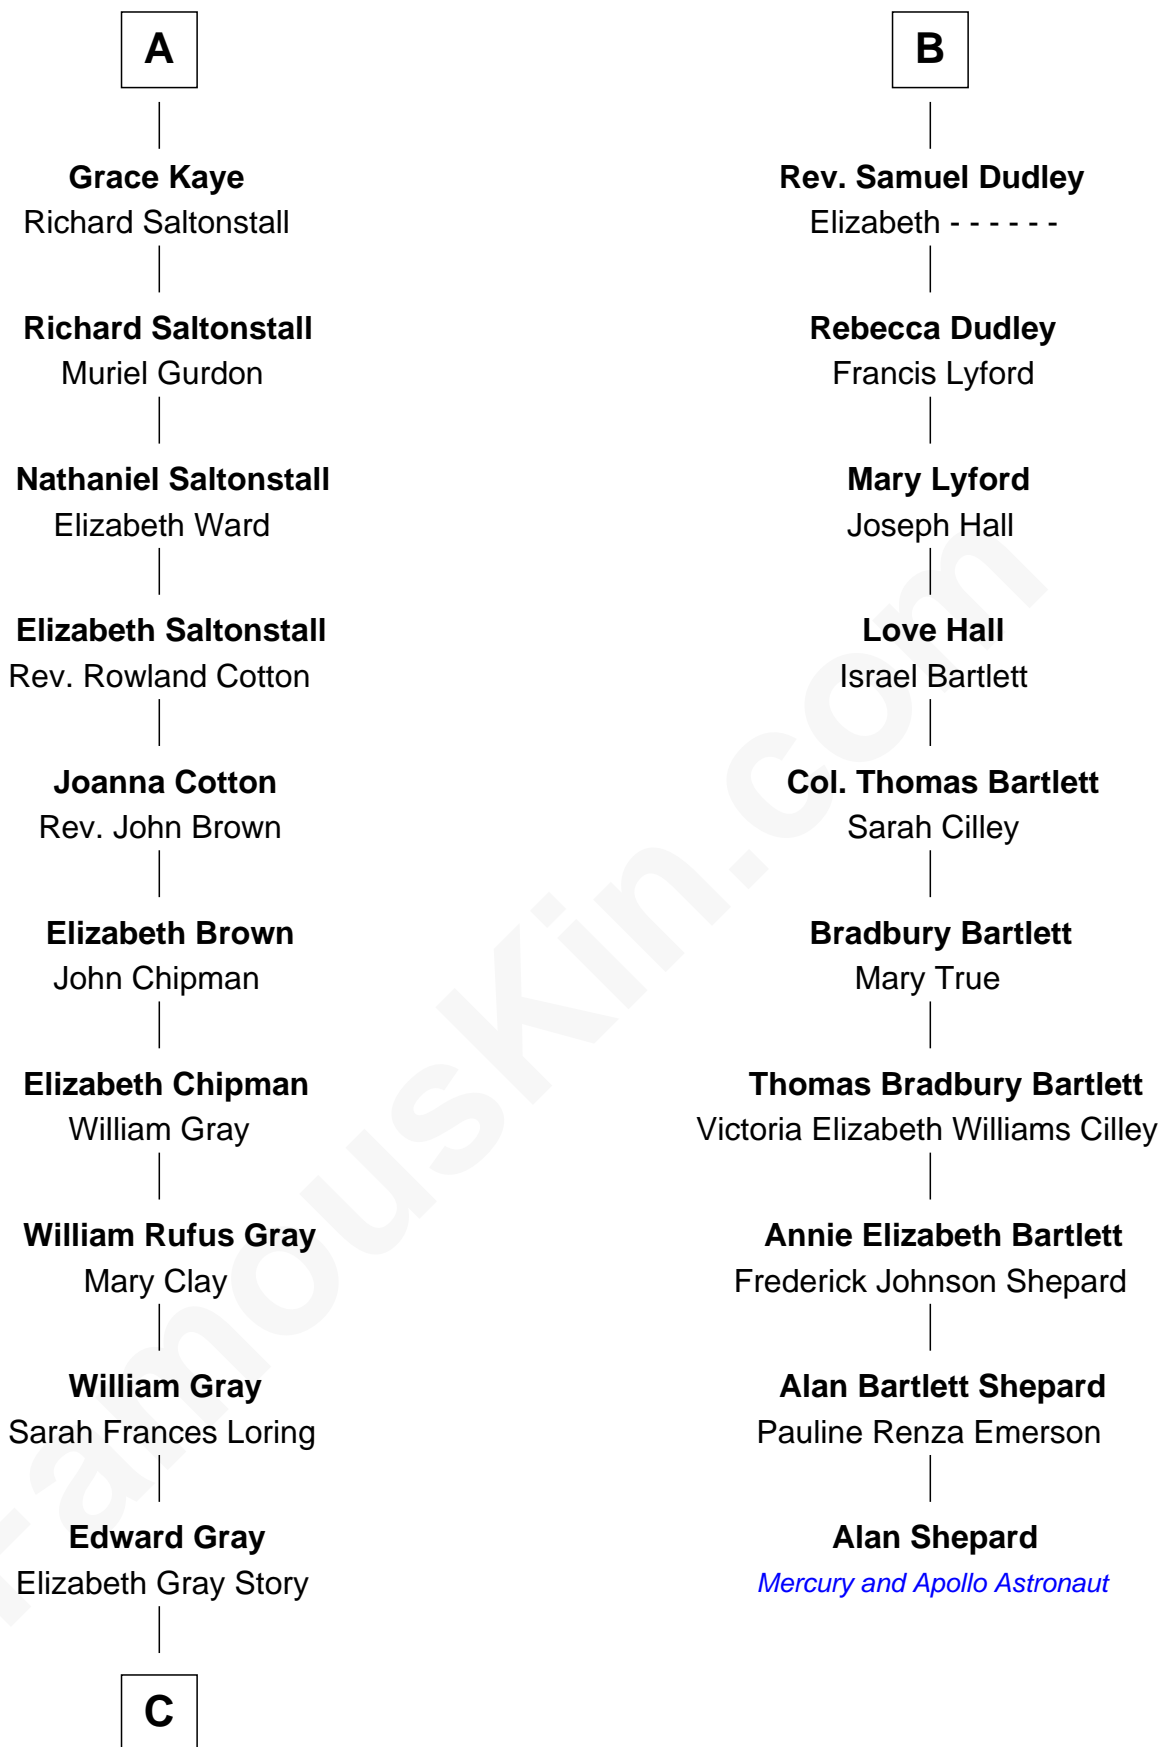 A
Grace Kaye
Richard Saltonstall
Richard Saltonstall
Muriel Gurdon
Nathaniel Saltonstall
Elizabeth Ward
Elizabeth Saltonstall
Rev. Rowland Cotton
Joanna Cotton
Rev. John Brown
Elizabeth Brown
John Chipman
Elizabeth Chipman
William Gray
William Rufus Gray
Mary Clay
William Gray
Sarah Frances Loring
Edward Gray
Elizabeth Gray Story
C
B
Rev. Samuel Dudley
Elizabeth - - - - - -
Rebecca Dudley
Francis Lyford
Mary Lyford
Joseph Hall
Love Hall
Israel Bartlett
Col. Thomas Bartlett
Sarah Cilley
Bradbury Bartlett
Mary True
Thomas Bradbury Bartlett
Victoria Elizabeth Williams Cilley
Annie Elizabeth Bartlett
Frederick Johnson Shepard
Alan Bartlett Shepard
Pauline Renza Emerson
Alan Shepard
Mercury and Apollo Astronaut
FamousKin.com